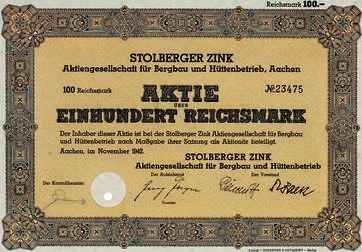 Reichsmark 100.–
STOLBERGER ZINK
Aktiengesellschaft für Bergbau und Hüttenbetrieb, Aachen
100 Reichsmark AKTIE № 23475
ÜBER
EINHUNDERT REICHSMARK
Der Inhaber dieser Aktie ist bei der Stolberger Zink Aktiengesellschaft für Bergbau
und Hüttenbetrieb nach Maßgabe ihrer Satzung als Aktionär beteiligt.
Aachen, im November 1942.
STOLBERGER ZINK
Aktiengesellschaft für Bergbau und Hüttenbetrieb
Der Kontrollbeamte: Der Aufsichtsrat Der Vorstand